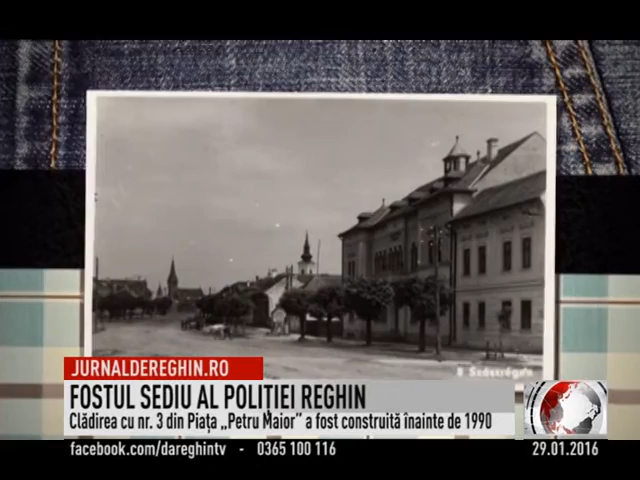 B Szászrégen
JURNALDEREGHIN.RO
FOSTUL SEDIU AL POLIȚIEI REGHIN
Clădirea cu nr. 3 din Piața „Petru Maior” a fost construită înainte de 1990
facebook.com/dareghintv - 0365 100 116
29.01.2016